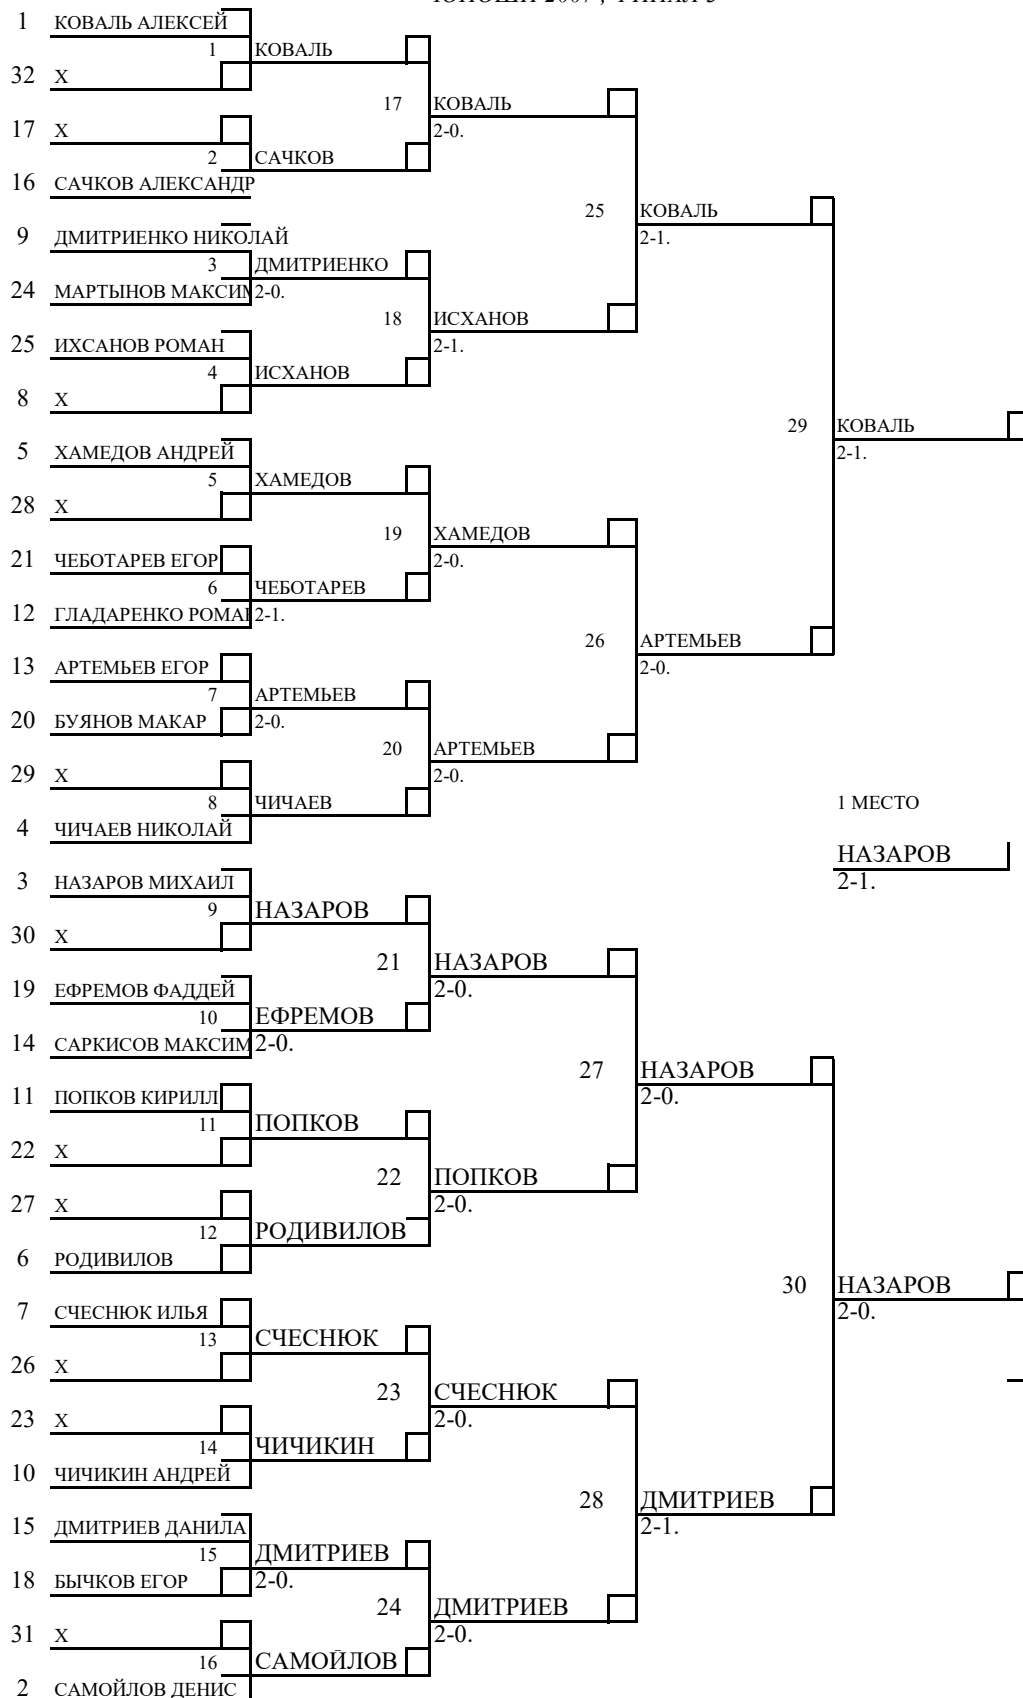 1 КОВАЛЬ АЛЕКСЕЙ
1 КОВАЛЬ
32 X
17 КОВАЛЬ
17 X
2-0.
2 САЧКОВ
16 САЧКОВ АЛЕКСАНДР
25 КОВАЛЬ
9 ДМИТРИЕНКО НИКОЛАЙ
2-1.
3 ДМИТРИЕНКО
24 МАРТЫНОВ МАКСИМ 2-0.
18 ИСХАНОВ
25 ИХСАНОВ РОМАН
2-1.
4 ИСХАНОВ
8 X
29 КОВАЛЬ
5 ХАМЕДОВ АНДРЕЙ
2-1.
5 ХАМЕДОВ
28 X
19 ХАМЕДОВ
21 ЧЕБОТАРЕВ ЕГОР
2-0.
6 ЧЕБОТАРЕВ
12 ГЛАДАРЕНКО РОМАН 2-1.
26 АРТЕМЬЕВ
13 АРТЕМЬЕВ ЕГОР
2-0.
7 АРТЕМЬЕВ
20 БУЯНОВ МАКАР 2-0.
20 АРТЕМЬЕВ
29 X
2-0.
8 ЧИЧАЕВ
1 МЕСТО
4 ЧИЧАЕВ НИКОЛАЙ
НАЗАРОВ
3 НАЗАРОВ МИХАИЛ
2-1.
9 НАЗАРОВ
30 X
21 НАЗАРОВ
19 ЕФРЕМОВ ФАДДЕЙ
2-0.
10 ЕФРЕМОВ
14 САРКИСОВ МАКСИМ 2-0.
27 НАЗАРОВ
11 ПОПКОВ КИРИЛЛ
2-0.
11 ПОПКОВ
22 X
22 ПОПКОВ
27 X
2-0.
12 РОДИВИЛОВ
6 РОДИВИЛОВ
30 НАЗАРОВ
7 СЧЕСНЮК ИЛЬЯ
2-0.
13 СЧЕСНЮК
26 X
23 СЧЕСНЮК
23 X
2-0.
14 ЧИЧИКИН
10 ЧИЧИКИН АНДРЕЙ
28 ДМИТРИЕВ
15 ДМИТРИЕВ ДАНИЛА
2-1.
15 ДМИТРИЕВ
18 БЫЧКОВ ЕГОР 2-0.
24 ДМИТРИЕВ
31 X
2-0.
16 САМОЙЛОВ
2 САМОЙЛОВ ДЕНИС